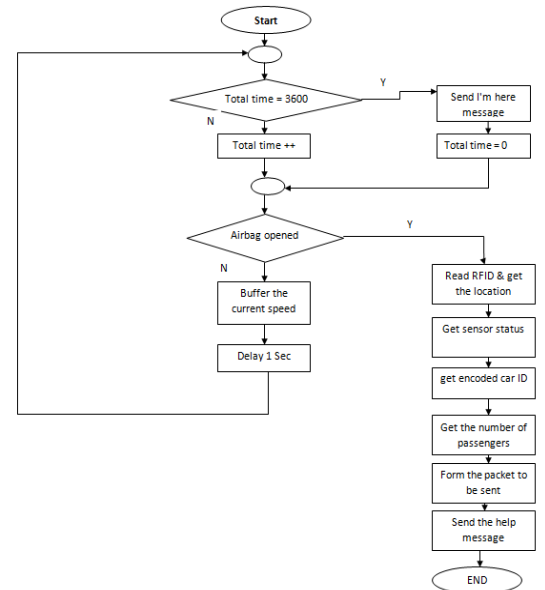 Start
Total time = 3600
Y
Send I'm here
message
N
Total time ++
Total time = 0
Airbag opened
Y
N
Read RFID & get
the location
Buffer the
current speed
Get sensor status
Delay 1 Sec
get encoded car ID
Get the number of
passengers
Form the packet to
be sent
Send the help
message
END